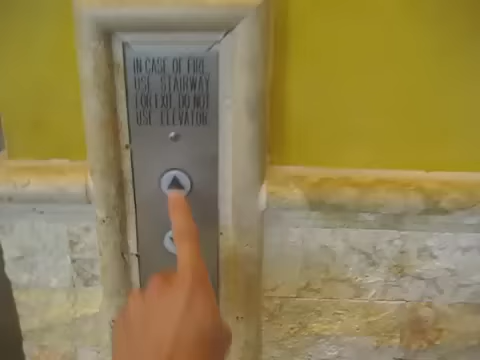 IN CASE OF FIRE,
USE STAIRWAY
FOR EXIT. DO NOT
USE ELEVATOR